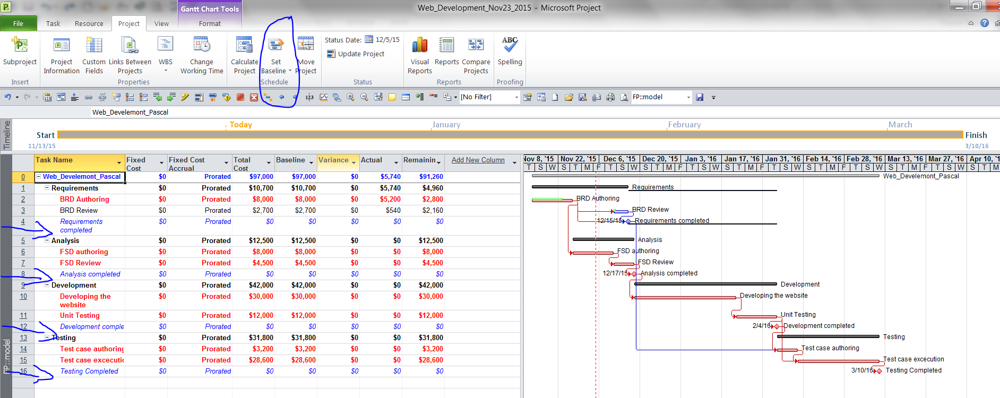 Gantt Chart Tools
Web_Development_Nov23_2015 - Microsoft Project
File Task Resource Project View Format
Subproject
Project Information
Custom Fields
Links Between Projects
WBS
Change Working Time
Calculate Project
Set Baseline
Move Project
Status Date: 12/5/15
Update Project
Visual Reports
Reports
Compare Projects
ABC
Spelling
Insert Properties Schedule Status Reports Proofing
[No Filter] FP::model
Web_Develemont_Pascal
Timeline
Today January February March
Start Finish
11/13/15 3/10/16
Task Name Fixed Cost Fixed Cost Accrual Total Cost Baseline Variance Actual Remainin Add New Column
0 Web_Develemont_Pascal $0 Prorated $97,000 $97,000 $0 $5,740 $91,260
1 Requirements $0 Prorated $10,700 $10,700 $0 $5,740 $4,960
2 BRD Authoring $0 Prorated $8,000 $8,000 $0 $5,200 $2,800
3 BRD Review $0 Prorated $2,700 $2,700 $0 $540 $2,160
4 Requirements completed $0 Prorated $0 $0 $0 $0 $0
5 Analysis $0 Prorated $12,500 $12,500 $0 $0 $12,500
6 FSD authoring $0 Prorated $8,000 $8,000 $0 $0 $8,000
7 FSD Review $0 Prorated $4,500 $4,500 $0 $0 $4,500
8 Analysis completed $0 Prorated $0 $0 $0 $0 $0
9 Development $0 Prorated $42,000 $42,000 $0 $0 $42,000
10 Developing the website $0 Prorated $30,000 $30,000 $0 $0 $30,000
11 Unit Testing $0 Prorated $12,000 $12,000 $0 $0 $12,000
12 Development comple $0 Prorated $0 $0 $0 $0 $0
13 Testing $0 Prorated $31,800 $31,800 $0 $0 $31,800
14 Test case authoring $0 Prorated $3,200 $3,200 $0 $0 $3,200
15 Test case excecutio $0 Prorated $28,600 $28,600 $0 $0 $28,600
16 Testing Completed $0 Prorated $0 $0 $0 $0 $0
FP::model
Nov 8, '15 Nov 22, '15 Dec 6, '15 Dec 20, '15 Jan 3, '16 Jan 17, '16 Jan 31, '16 Feb 14, '16 Feb 28, '16 Mar 13, '16 Mar 27, '16 Apr 10, '1
T S W F T S M T W F T S M T W F T S M T W F T S M
Web_Develemont_Pascal
Requirements
BRD Authoring
BRD Review
12/15/15 Requirements completed
Analysis
FSD authoring
FSD Review
12/17/15 Analysis completed
Development
Developing the website
Unit Testing
2/4/16 Development completed
Testing
Test case authoring
Test case excecution
3/10/16 Testing Completed